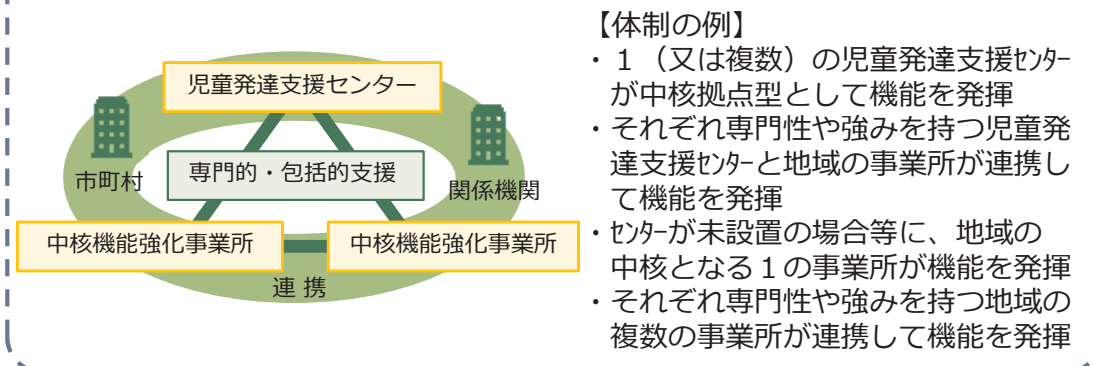 児童発達支援センター
市町村
専門的・包括的支援
関係機関
中核機能強化事業所
中核機能強化事業所
連 携
【体制の例】
・１（又は複数）の児童発達支援ｾﾝﾀｰ
が中核拠点型として機能を発揮
・それぞれ専門性や強みを持つ児童発
達支援ｾﾝﾀｰと地域の事業所が連携し
て機能を発揮
・ｾﾝﾀｰが未設置の場合等に、地域の
中核となる１の事業所が機能を発揮
・それぞれ専門性や強みを持つ地域の
複数の事業所が連携して機能を発揮